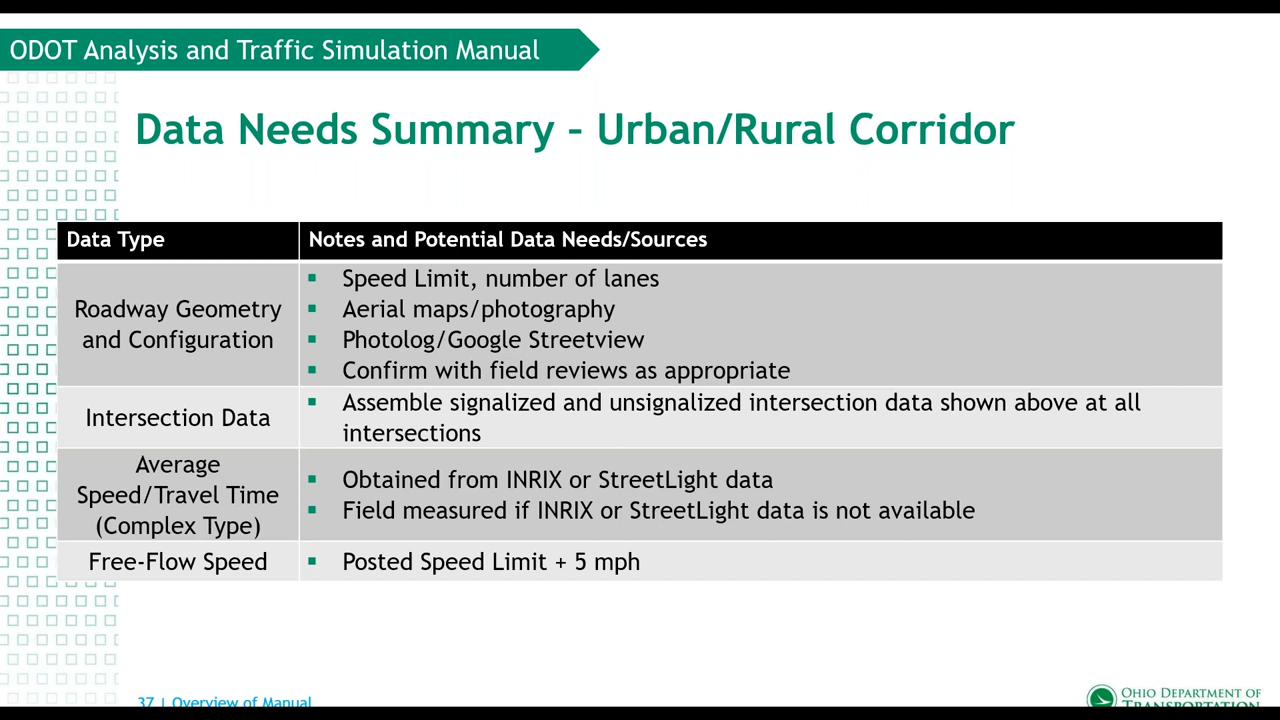 ODOT Analysis and Traffic Simulation Manual
Data Needs Summary – Urban/Rural Corridor
Data Type
Notes and Potential Data Needs/Sources
Roadway Geometry
and Configuration
Speed Limit, number of lanes
Aerial maps/photography
Photolog/Google Streetview
Confirm with field reviews as appropriate
Intersection Data
Assemble signalized and unsignalized intersection data shown above at all
intersections
Average
Speed/Travel Time
(Complex Type)
Obtained from INRIX or StreetLight data
Field measured if INRIX or StreetLight data is not available
Free-Flow Speed
Posted Speed Limit + 5 mph
37 | Overview of Manual
OHIO DEPARTMENT OF
TRANSPORTATION